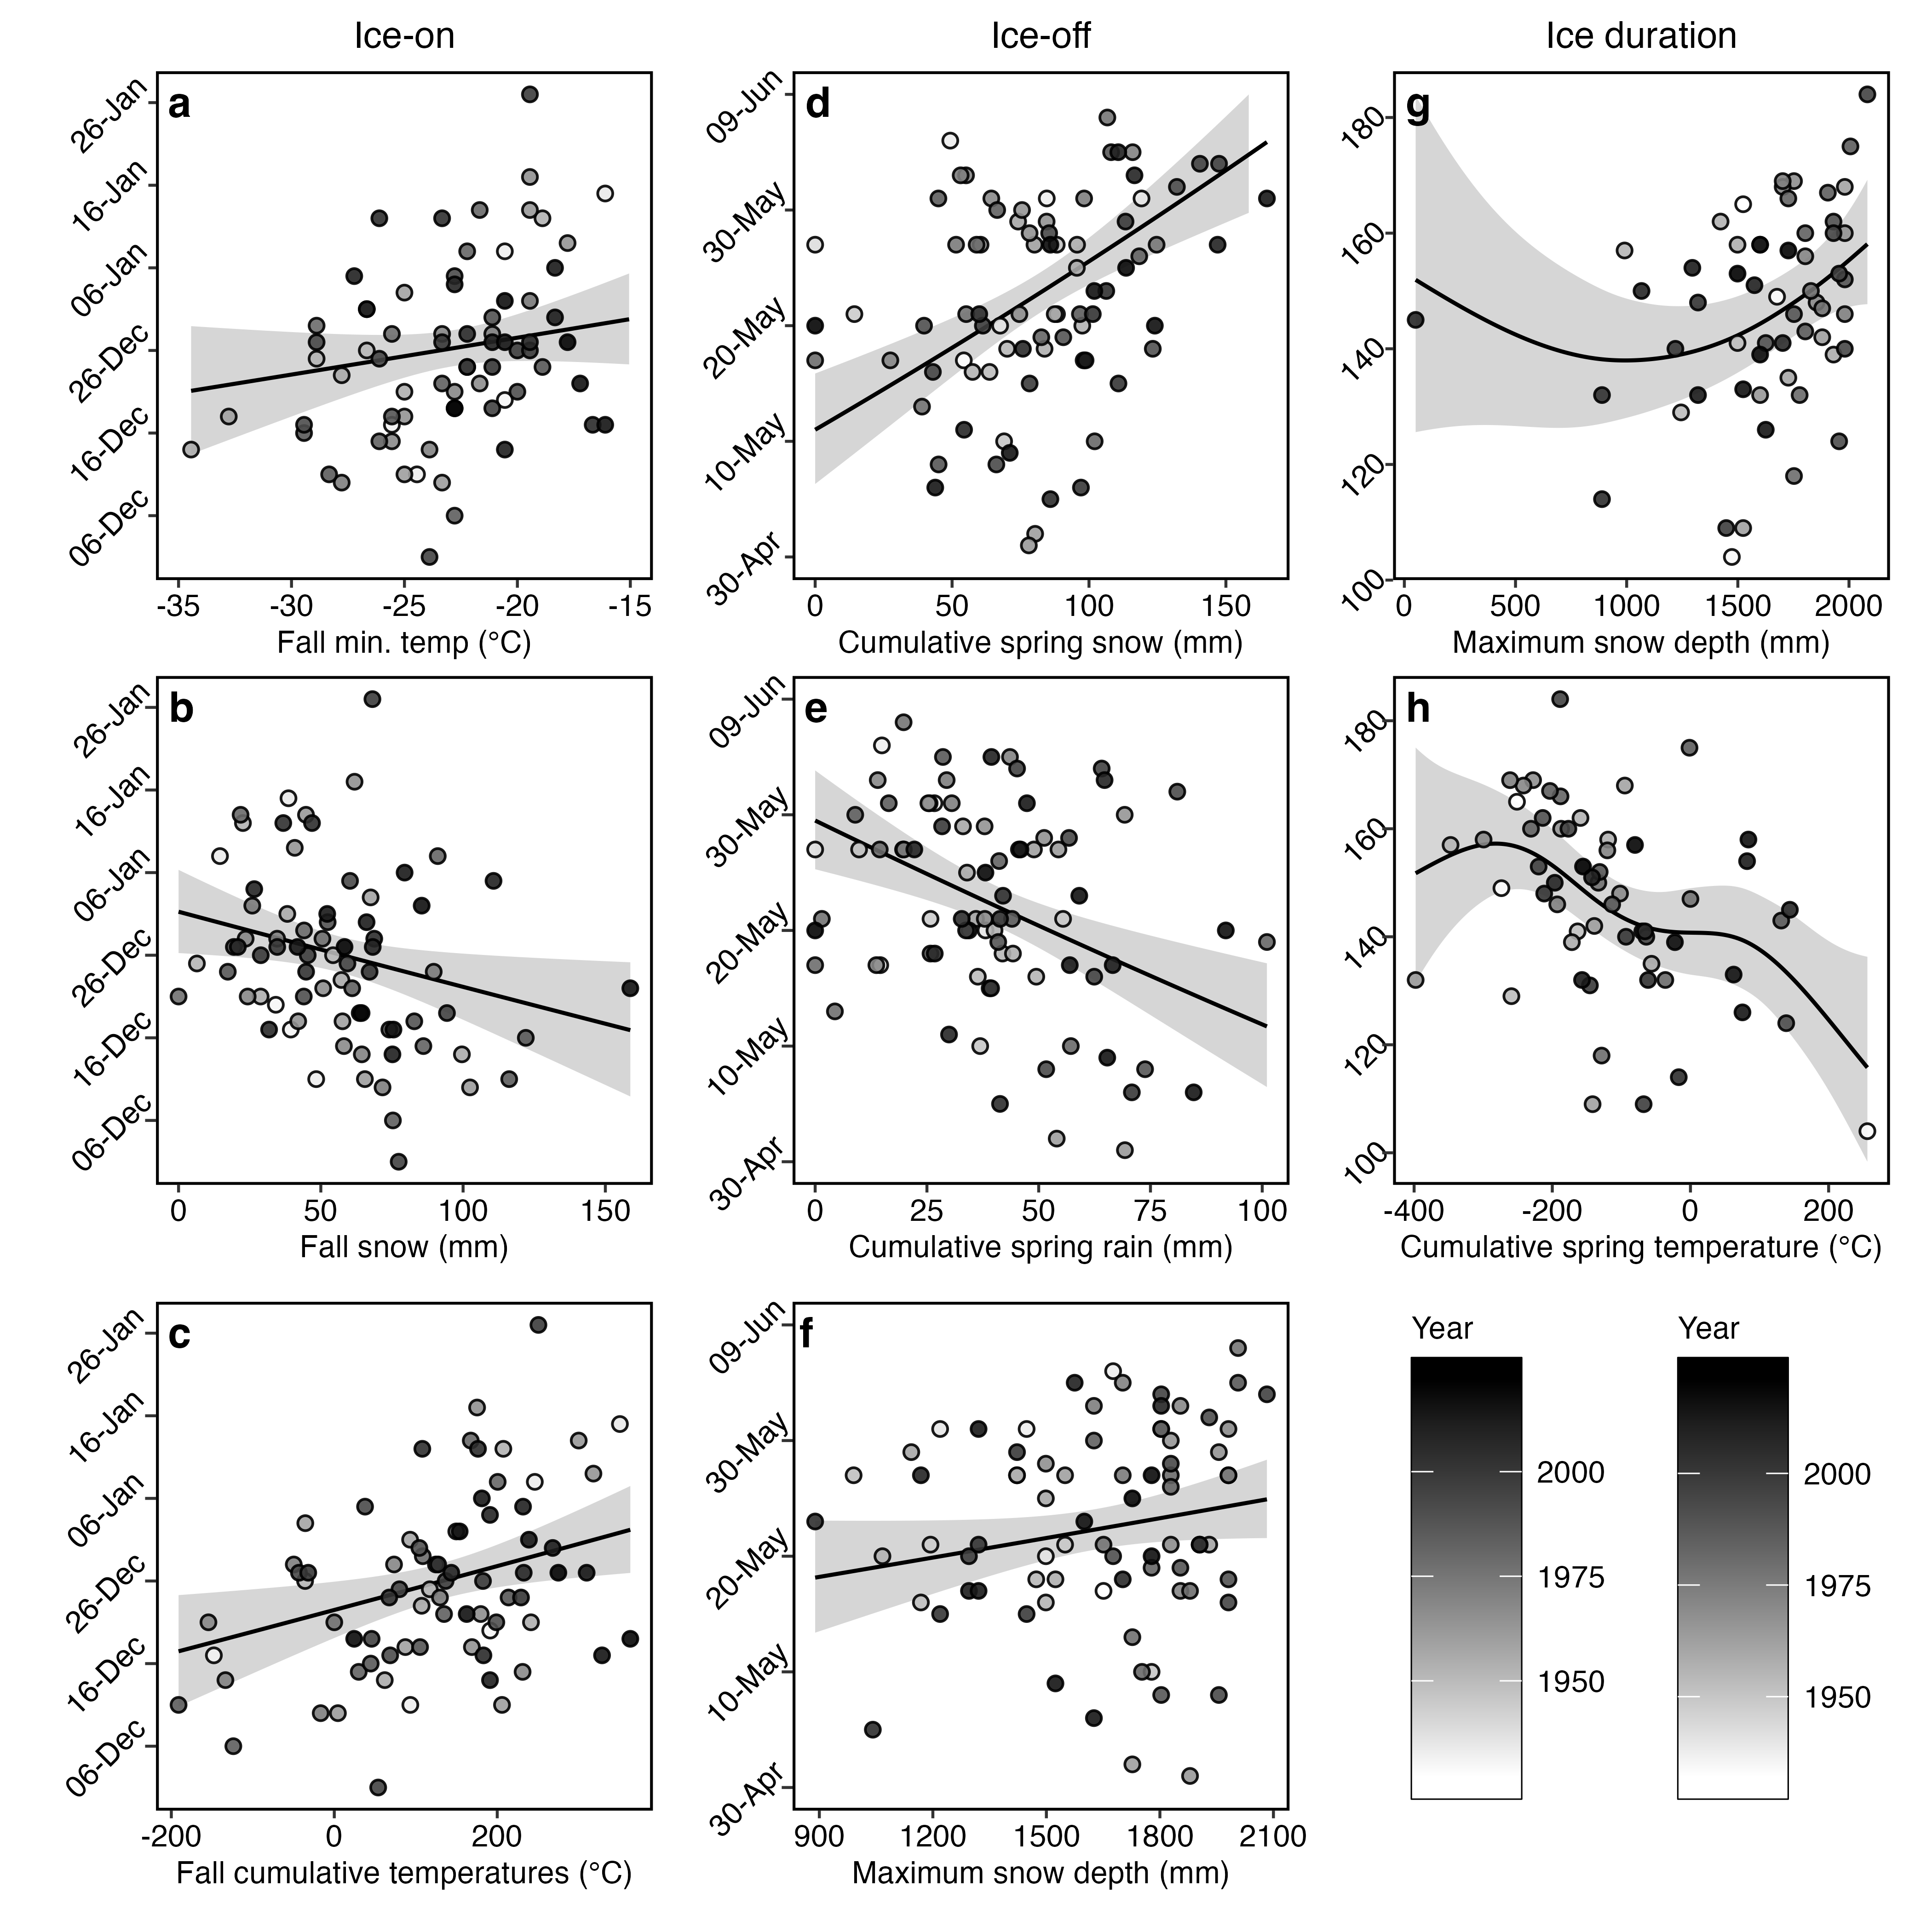 Ice-on
Ice-off
Ice duration
a
26-Jan
16-Jan
06-Jan
26-Dec
16-Dec
06-Dec
-35 -30 -25 -20 -15
Fall min. temp (°C)
d
09-Jun
30-May
20-May
10-May
30-Apr
0 50 100 150
Cumulative spring snow (mm)
g
180
160
140
120
100
0 500 1000 1500 2000
Maximum snow depth (mm)
b
26-Jan
16-Jan
06-Jan
26-Dec
16-Dec
06-Dec
0 50 100 150
Fall snow (mm)
e
09-Jun
30-May
20-May
10-May
30-Apr
0 25 50 75 100
Cumulative spring rain (mm)
h
180
160
140
120
100
-400 -200 0 200
Cumulative spring temperature (°C)
c
26-Jan
16-Jan
06-Jan
26-Dec
16-Dec
06-Dec
-200 0 200
Fall cumulative temperatures (°C)
f
09-Jun
30-May
20-May
10-May
30-Apr
900 1200 1500 1800 2100
Maximum snow depth (mm)
Year
2000
1975
1950
Year
2000
1975
1950